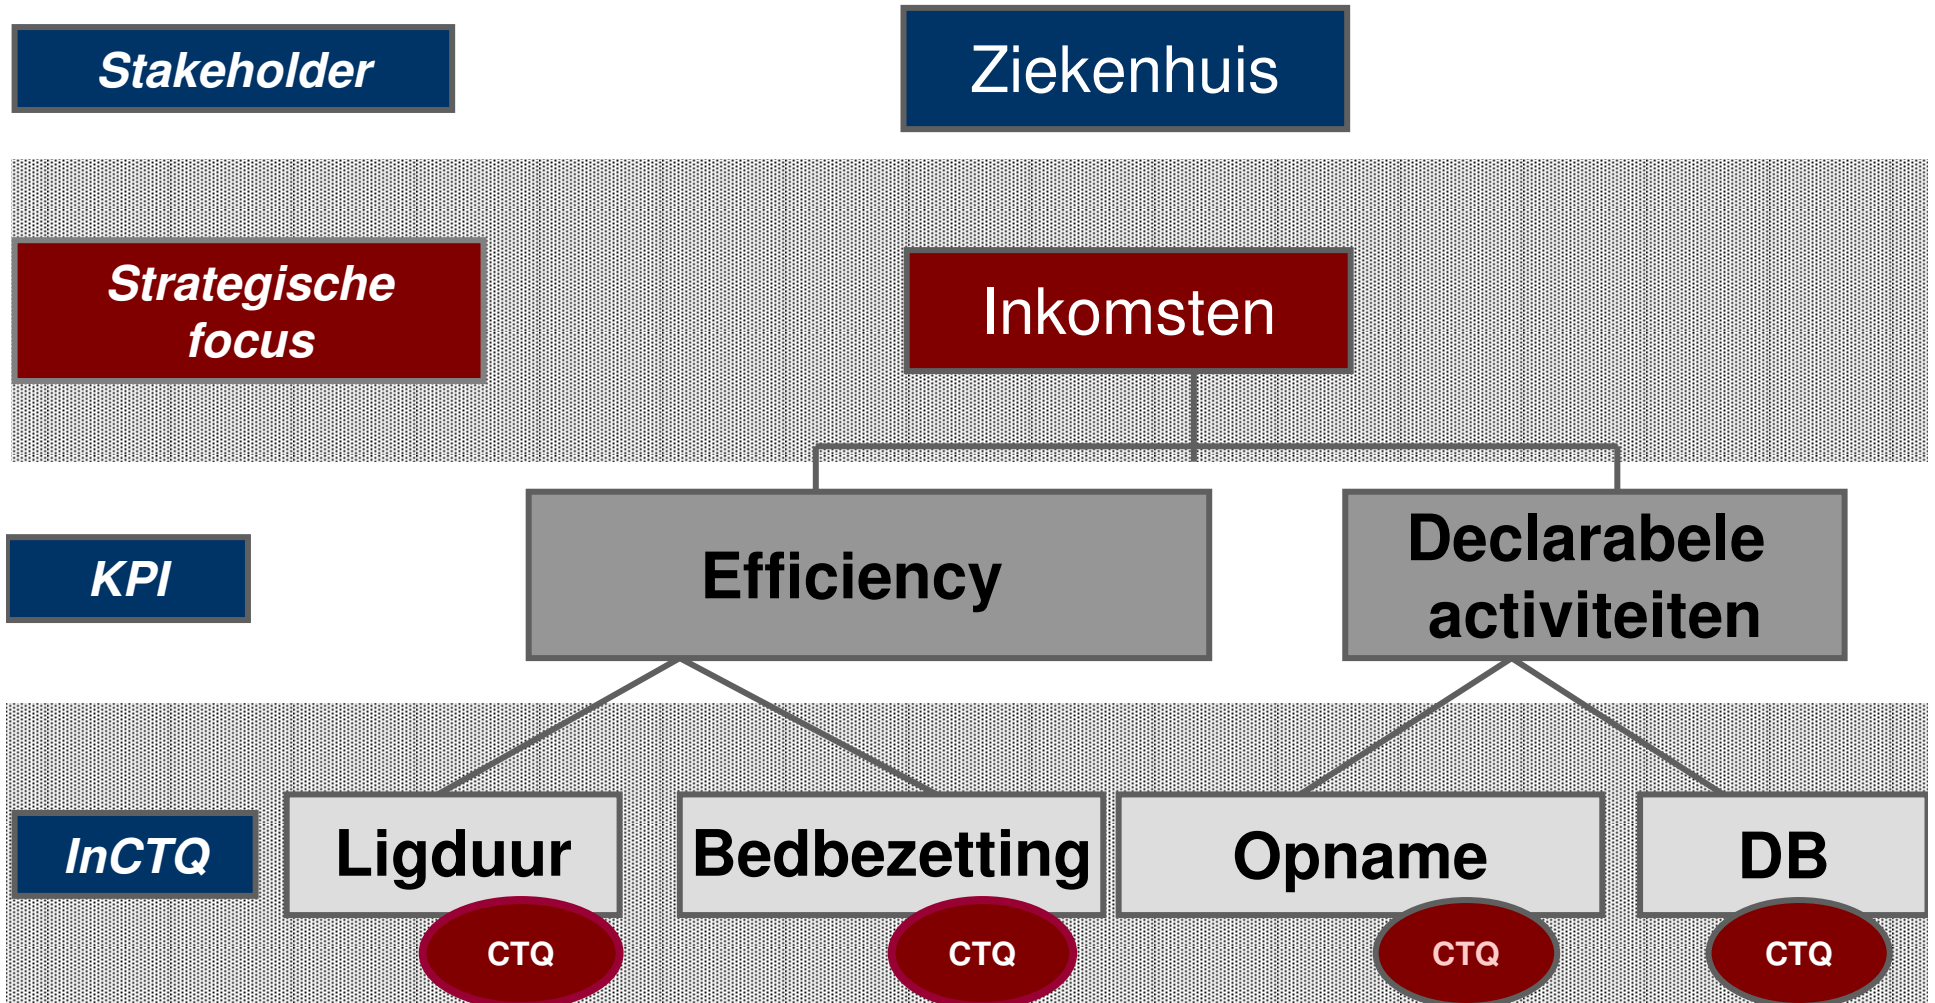 Stakeholder
Ziekenhuis
Strategische
focus
Inkomsten
KPI
Efficiency
Declarabele
activiteiten
InCTQ
Ligduur
Bedbezetting
Opname
DB
CTQ
CTQ
CTQ
CTQ